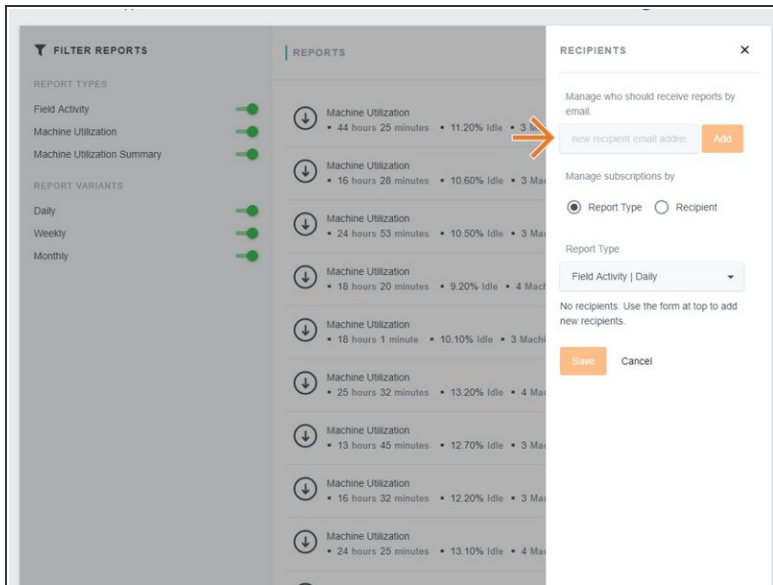 FILTER REPORTS
REPORT TYPES
Field Activity
Machine Utilization
Machine Utilization Summary
REPORT VARIANTS
Daily
Weekly
Monthly
REPORTS
Machine Utilization
• 44 hours 25 minutes • 11.20% Idle • 3
Machine Utilization
• 16 hours 28 minutes • 10.60% Idle • 3 Mac
Machine Utilization
• 24 hours 53 minutes • 10.50% Idle • 3 Mac
Machine Utilization
• 18 hours 20 minutes • 9.20% Idle • 4 Mach
Machine Utilization
• 18 hours 1 minute • 10.10% Idle • 3 Machi
Machine Utilization
• 25 hours 32 minutes • 13.20% Idle • 4 Mac
Machine Utilization
• 13 hours 45 minutes • 12.70% Idle • 3 Mac
Machine Utilization
• 16 hours 32 minutes • 12.20% Idle • 3 Mac
Machine Utilization
• 24 hours 25 minutes • 13.10% Idle • 4 Mac
RECIPIENTS
Manage who should receive reports by
email.
new recipient email addre
Add
Manage subscriptions by
Report Type Recipient
Report Type
Field Activity | Daily
No recipients. Use the form at top to add
new recipients.
Save Cancel